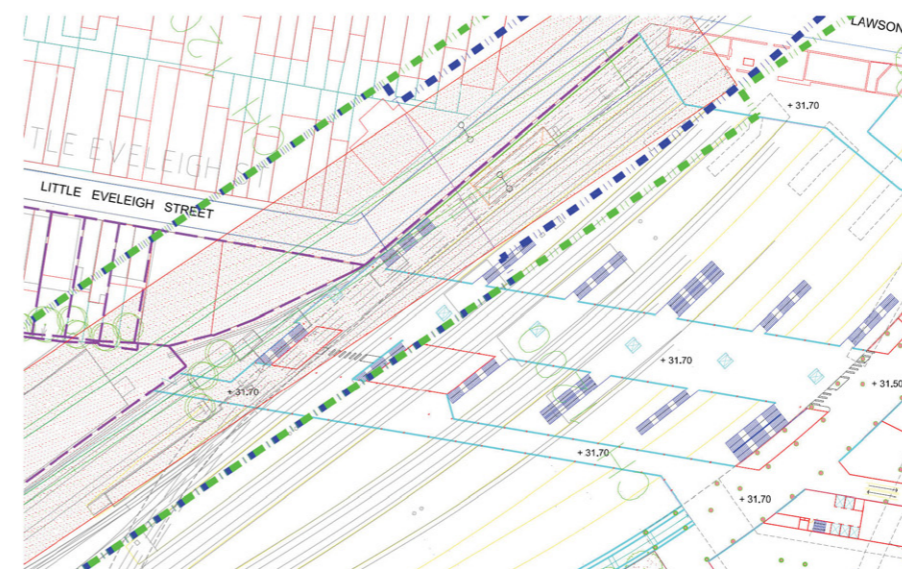 LAWSON
+ 31,70
TLE EVELEIGH ST
LITTLE EVELEIGH STREET
+ 31,70
+ 31,50
+ 31,70
+ 31,70
+ 31,70